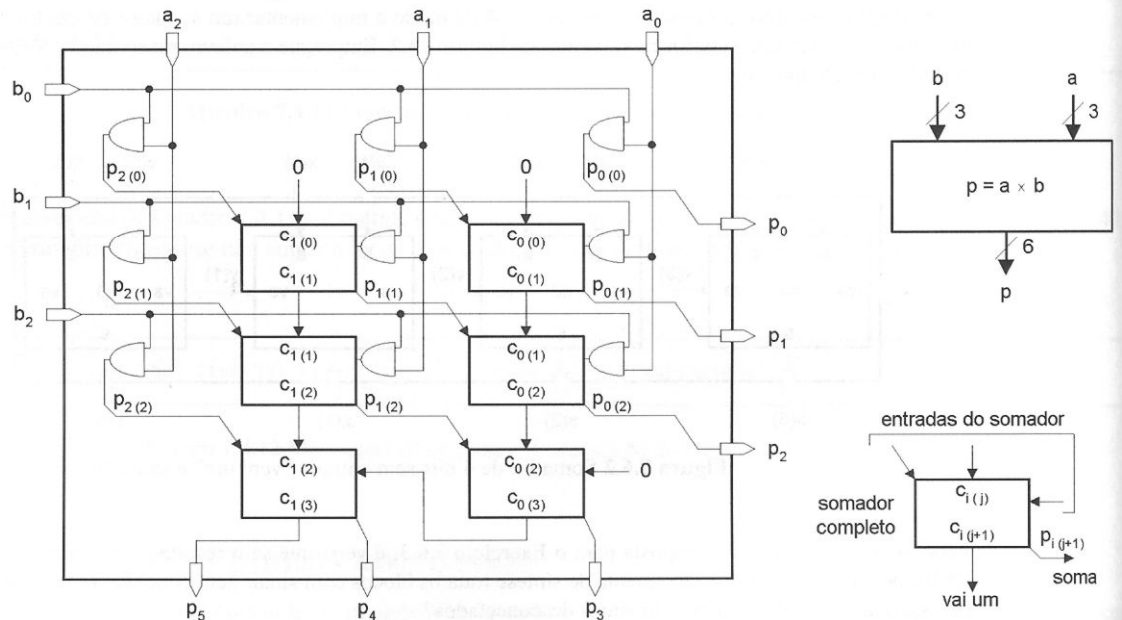 a2 a1 a0
b0
p2 (0) p1 (0) p0 (0)
0 0
b1
c1 (0) c0 (0)
p0
c1 (1) c0 (1)
p2 (1) p1 (1) p0 (1)
b2
p1
c1 (1) c0 (1)
c1 (2) c0 (2)
p2 (2) p1 (2) p0 (2)
p2
c1 (2) c0 (2) 0
c1 (3) c0 (3)
p5 p4 p3
b a
3 3
p = a × b
6
p
entradas do somador
somador
completo
ci (j)
ci (j+1)
pi (j+1)
soma
vai um